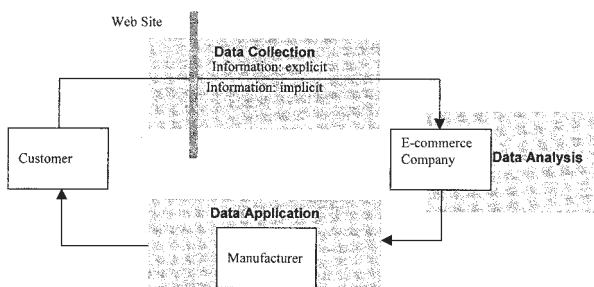 Web Site
Data Collection
Information: explicit
Information: implicit
Customer
E-commerce
Company
Data Analysis
Data Application
Manufacturer